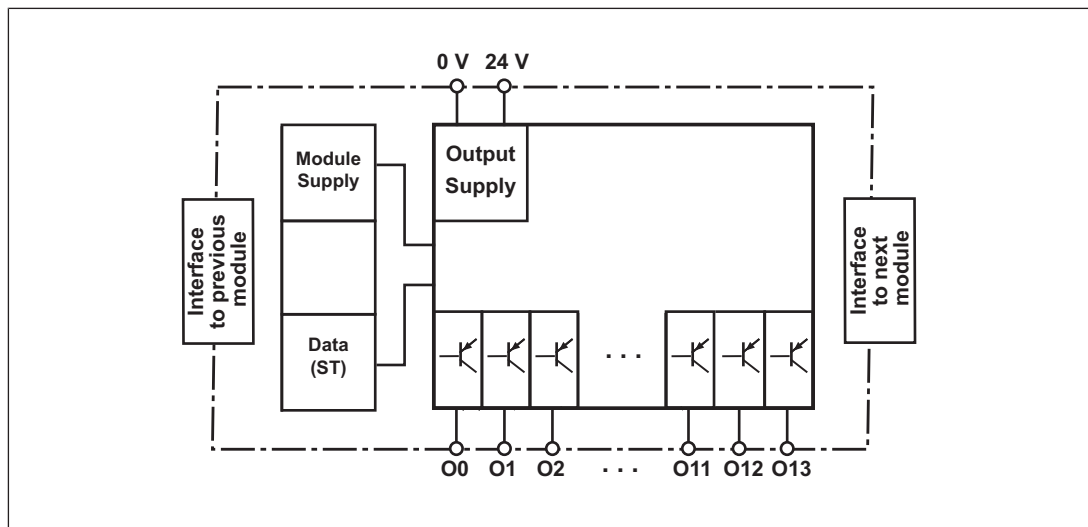 0 V 24 V
Module
Supply
Output
Supply
Interface
to previous
module
Interface
to next
module
Data
(ST)
. . .
O0 O1 O2 . . . O11 O12 O13